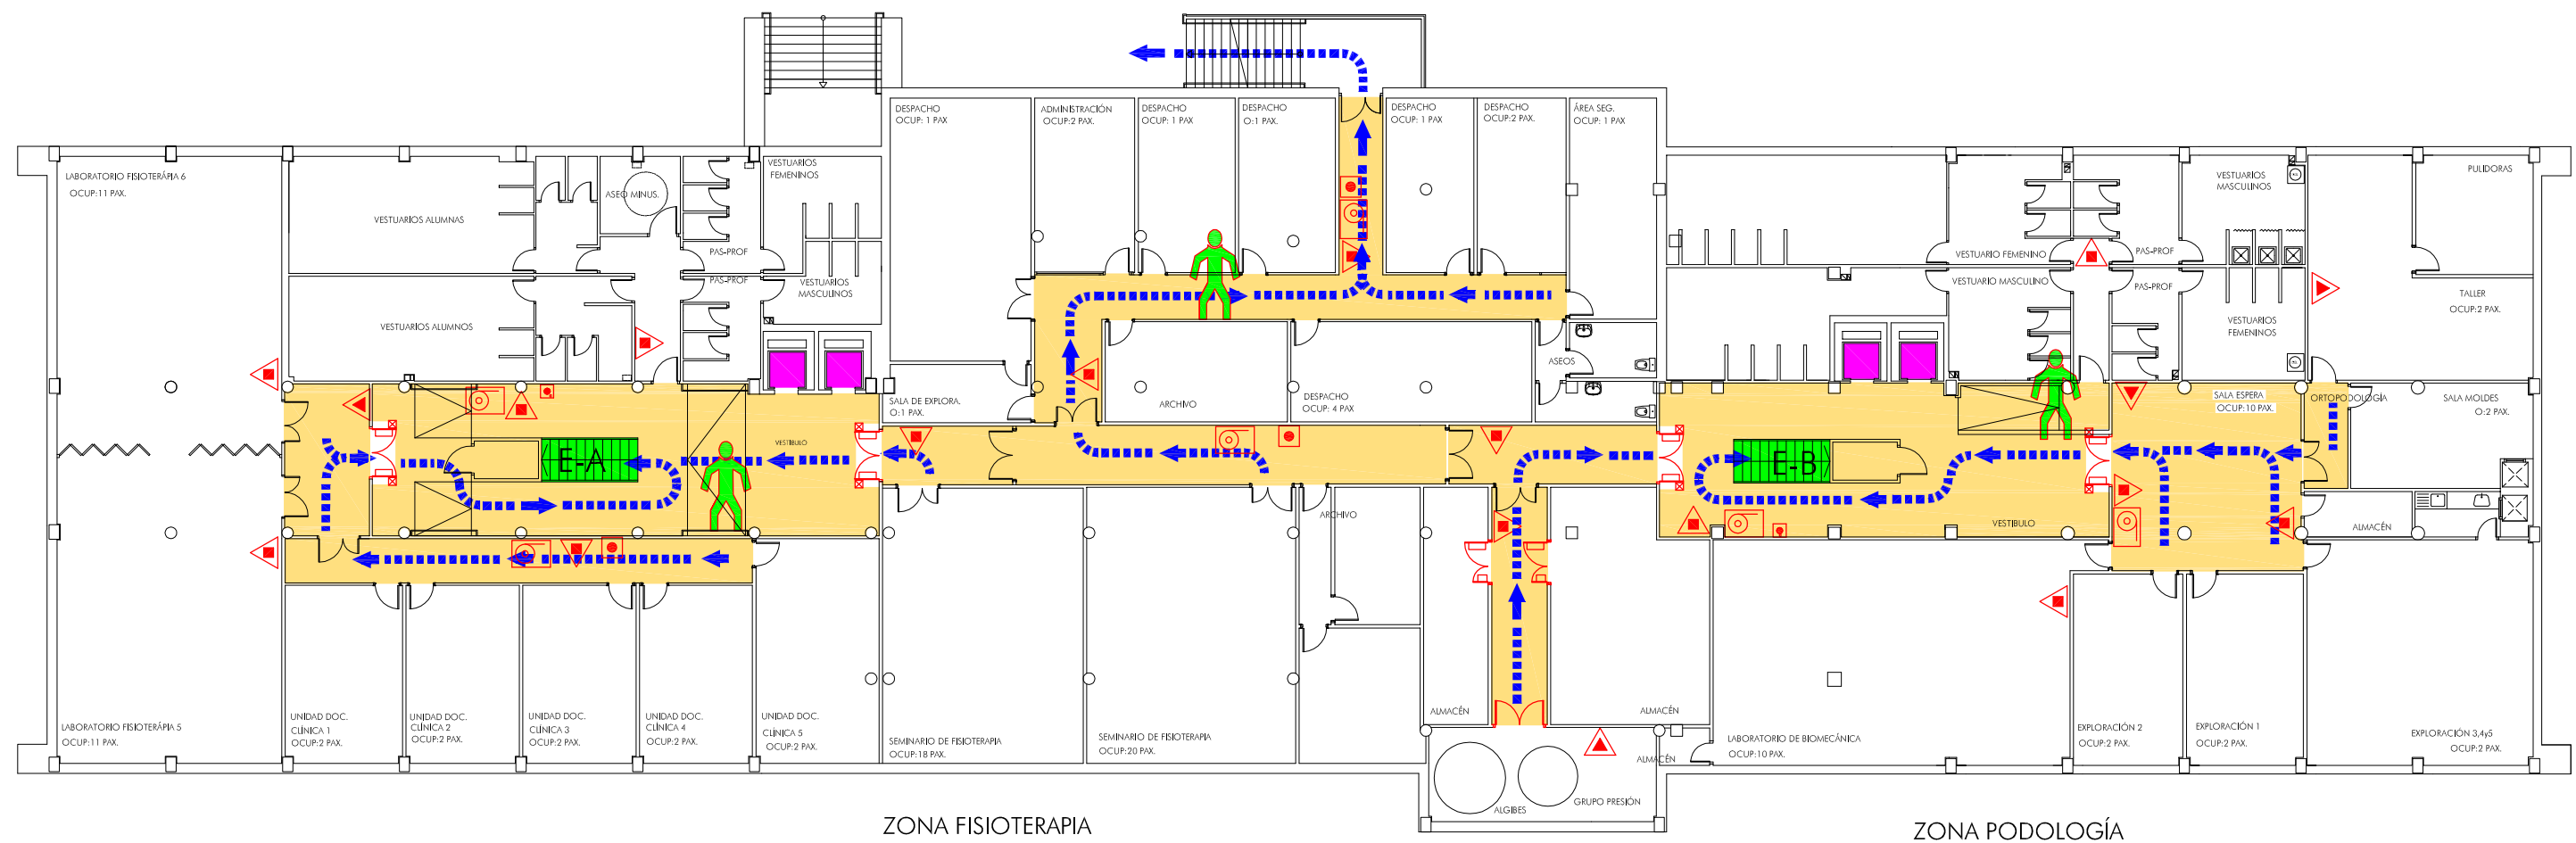 DESPACHO
OCUP: 1 PAX
ADMINISTRACIÓN
OCUP:2 PAX.
DESPACHO
OCUP: 1 PAX
DESPACHO
O:1 PAX.
DESPACHO
OCUP: 1 PAX
DESPACHO
OCUP:2 PAX.
ÁREA SEG.
OCUP: 1 PAX
LABORATORIO FISIOTERÁPIA 6
OCUP:11 PAX.
VESTUARIOS ALUMNAS
ASEO MINUS.
VESTUARIOS
FEMENINOS
PAS-PROF
PAS-PROF
VESTUARIOS
MASCULINOS
VESTUARIOS ALUMNOS
VESTUARIO FEMENINO
VESTUARIO MASCULINO
PAS-PROF
PAS-PROF
VESTUARIOS
MASCULINOS
VESTUARIOS
FEMENINOS
PULIDORAS
TALLER
OCUP:2 PAX.
ASEOS
SALA DE EXPLORA.
O:1 PAX.
ARCHIVO
DESPACHO
OCUP: 4 PAX
SALA ESPERA
OCUP:10 PAX.
ORTOPODOLOGÍA
SALA MOLDES
O:2 PAX.
VESTIBULO
E-A
E-B
ARCHIVO
VESTIBULO
ALMACÉN
LABORATORIO FISIOTERÁPIA 5
OCUP:11 PAX.
UNIDAD DOC.
CLÍNICA 1
OCUP:2 PAX.
UNIDAD DOC.
CLÍNICA 2
OCUP:2 PAX.
UNIDAD DOC.
CLÍNICA 3
OCUP:2 PAX.
UNIDAD DOC.
CLÍNICA 4
OCUP:2 PAX.
UNIDAD DOC.
CLÍNICA 5
OCUP:2 PAX.
SEMINARIO DE FISIOTERAPIA
OCUP:18 PAX.
SEMINARIO DE FISIOTERAPIA
OCUP:20 PAX.
ALMACÉN
ALMACÉN
ALMACÉN
LABORATORIO DE BIOMECÁNICA
OCUP:10 PAX.
EXPLORACIÓN 2
OCUP:2 PAX.
EXPLORACIÓN 1
OCUP:2 PAX.
EXPLORACIÓN 3,4y5
OCUP:2 PAX.
ALGIBES
GRUPO PRESIÓN
ZONA FISIOTERAPIA
ZONA PODOLOGÍA